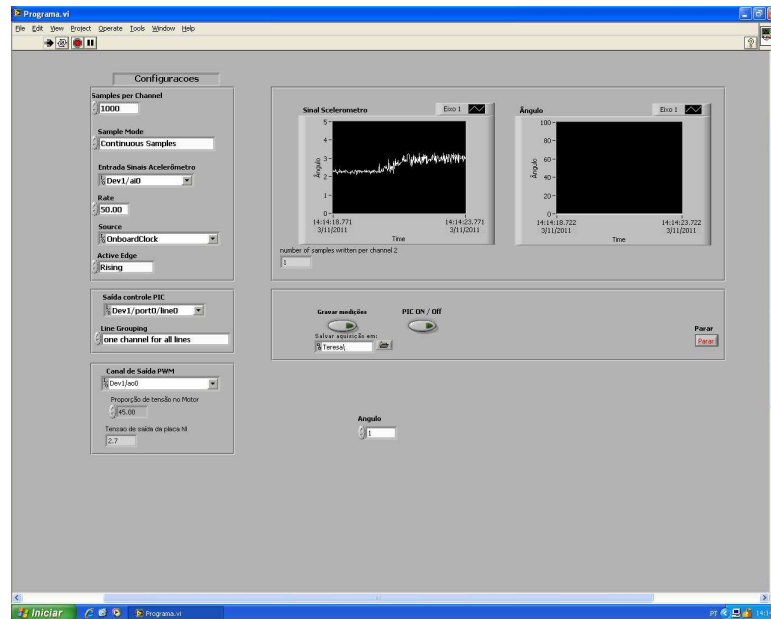 Programa.vi
File Edit View Project Operate Tools Window Help
Configuracoes
Samples per Channel
1000
Sample Mode
Continuous Samples
Entrada Sinais Acelerômetro
Dev1/ai0
Rate
50.00
Source
OnboardClock
Active Edge
Rising
Saída controle PIC
Dev1/port0/line0
Line Grouping
one channel for all lines
Canal de Saída PWM
Dev1/ao0
Proporção de tensão no Motor
45.00
Tensao de saída da placa NI
2.7
Sinal Scelerometro
Eixo 1
Ângulo
5
4
3
2
1
0
14:14:18.771
3/11/2011
14:14:23.771
3/11/2011
Time
number of samples written per channel 2
1
Ângulo
Eixo 1
Ângulo
100
80
60
40
20
0
14:14:18.722
3/11/2011
14:14:23.722
3/11/2011
Time
Gravar medições
PIC ON / Off
Salvar aquisição em:
Teresa\
Parar
Parar
Angulo
1
Iniciar
Programa.vi
PT
14:1